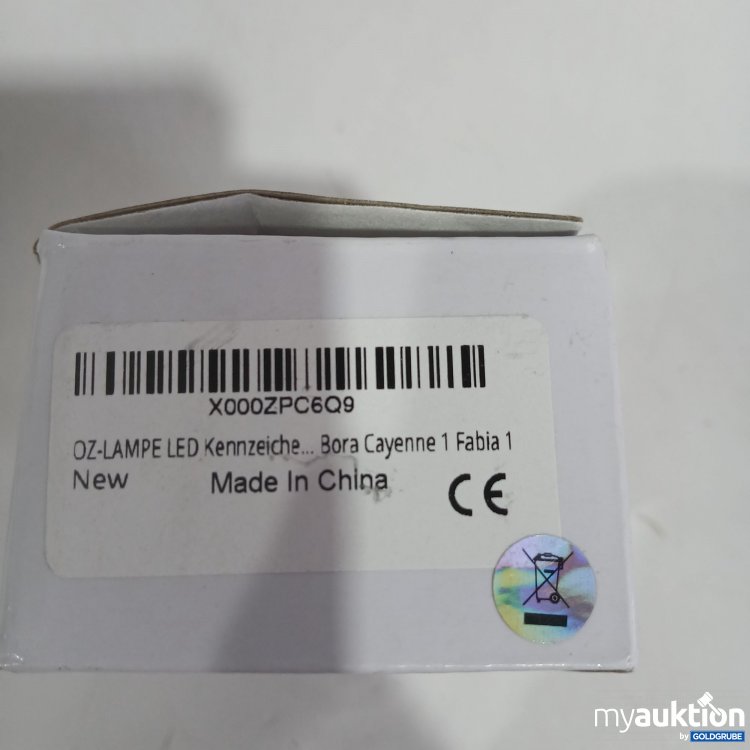 X000ZPC6Q9
OZ-LAMPE LED Kennzeiche... Bora Cayenne 1 Fabia 1
New Made In China
CE
myauktion
by GOLDGRUBE